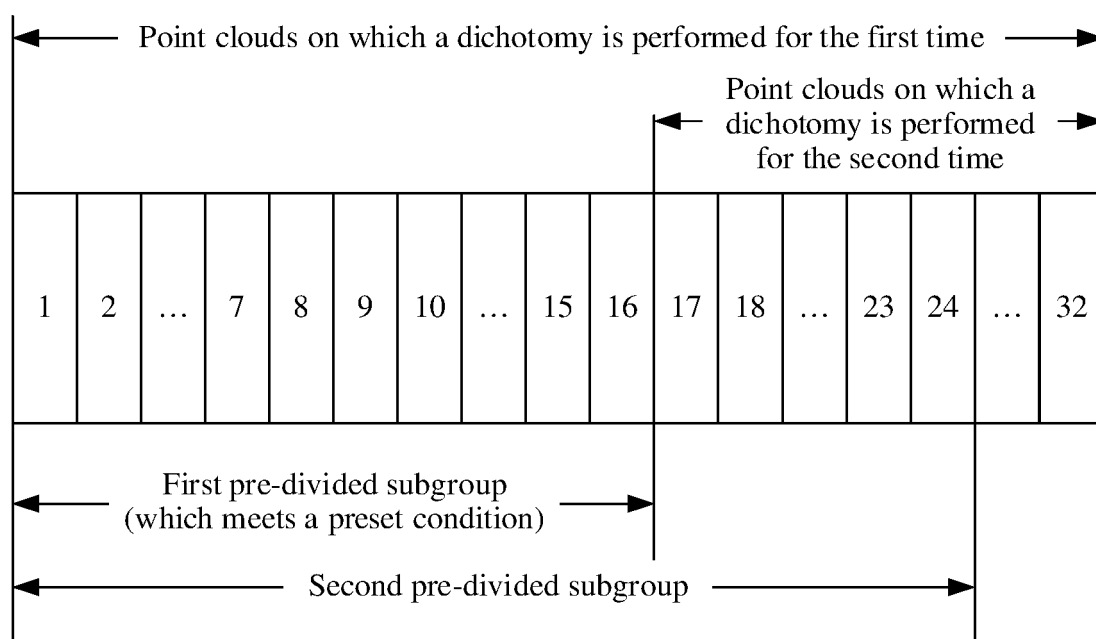 Point clouds on which a dichotomy is performed for the first time
Point clouds on which a
dichotomy is performed
for the second time
1 2 … 7 8 9 10 … 15 16 17 18 … 23 24 … 32
First pre-divided subgroup
(which meets a preset condition)
Second pre-divided subgroup